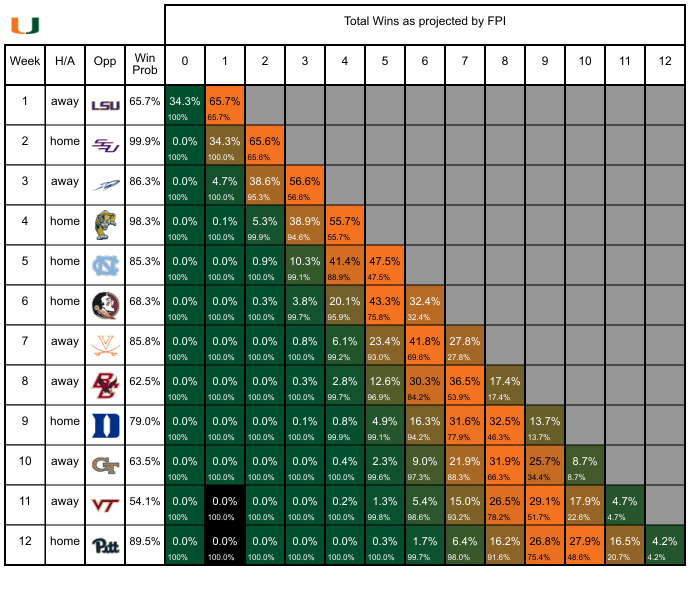 Total Wins as projected by FPI
Week H/A Opp Win Prob 0 1 2 3 4 5 6 7 8 9 10 11 12
1 away LSU 65.7% 34.3% 65.7%
100% 65.7%
2 home 99.9% 0.0% 34.3% 65.6%
100% 100.0% 65.6%
3 away 86.3% 0.0% 4.7% 38.6% 56.6%
100% 100.0% 95.3% 56.6%
4 home 98.3% 0.0% 0.1% 5.3% 38.9% 55.7%
100% 100.0% 99.9% 94.6% 55.7%
5 home 85.3% 0.0% 0.0% 0.9% 10.3% 41.4% 47.5%
100% 100.0% 100.0% 99.1% 88.9% 47.5%
6 home 68.3% 0.0% 0.0% 0.3% 3.8% 20.1% 43.3% 32.4%
100% 100.0% 100.0% 99.7% 95.9% 75.8% 32.4%
7 away 85.8% 0.0% 0.0% 0.0% 0.8% 6.1% 23.4% 41.8% 27.8%
100% 100.0% 100.0% 100.0% 99.2% 93.0% 69.6% 27.8%
8 away BC 62.5% 0.0% 0.0% 0.0% 0.3% 2.8% 12.6% 30.3% 36.5% 17.4%
100% 100.0% 100.0% 100.0% 99.7% 96.9% 84.2% 53.9% 17.4%
9 home D 79.0% 0.0% 0.0% 0.0% 0.1% 0.8% 4.9% 16.3% 31.6% 32.5% 13.7%
100% 100.0% 100.0% 100.0% 99.9% 99.1% 94.2% 77.9% 46.3% 13.7%
10 away GT 63.5% 0.0% 0.0% 0.0% 0.0% 0.4% 2.3% 9.0% 21.9% 31.9% 25.7% 8.7%
100% 100.0% 100.0% 100.0% 100.0% 99.6% 97.3% 88.3% 66.3% 34.4% 8.7%
11 away VT 54.1% 0.0% 0.0% 0.0% 0.0% 0.2% 1.3% 5.4% 15.0% 26.5% 29.1% 17.9% 4.7%
100% 100.0% 100.0% 100.0% 100.0% 99.8% 98.6% 93.2% 78.2% 51.7% 22.6% 4.7%
12 home Pitt 89.5% 0.0% 0.0% 0.0% 0.0% 0.0% 0.3% 1.7% 6.4% 16.2% 26.8% 27.9% 16.5% 4.2%
100% 100.0% 100.0% 100.0% 100.0% 100.0% 99.7% 98.0% 91.6% 75.4% 48.6% 20.7% 4.2%